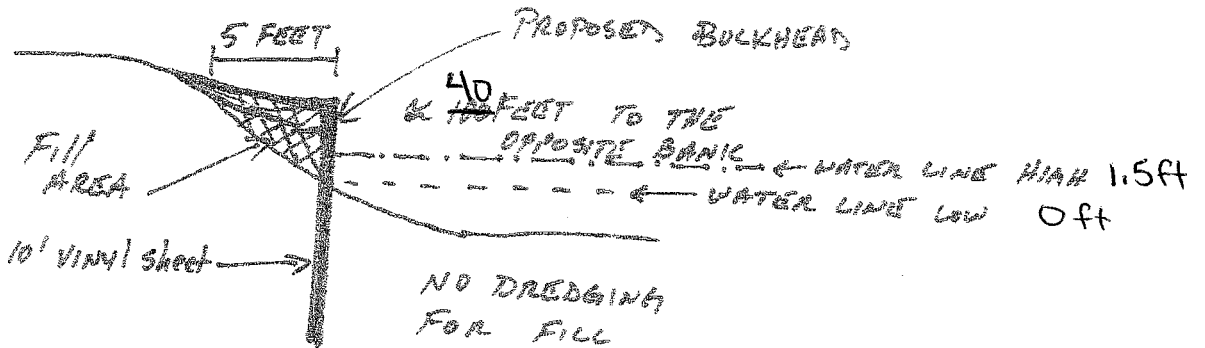 5 FEET
PROPOSED BULKHEAD
40
FEET TO THE
OPPOSITE BANK
← WATER LINE HIGH 1.5ft
← WATER LINE LOW 0ft
Fill
AREA
10' VINYl sheet
NO DREDGING
FOR FILL